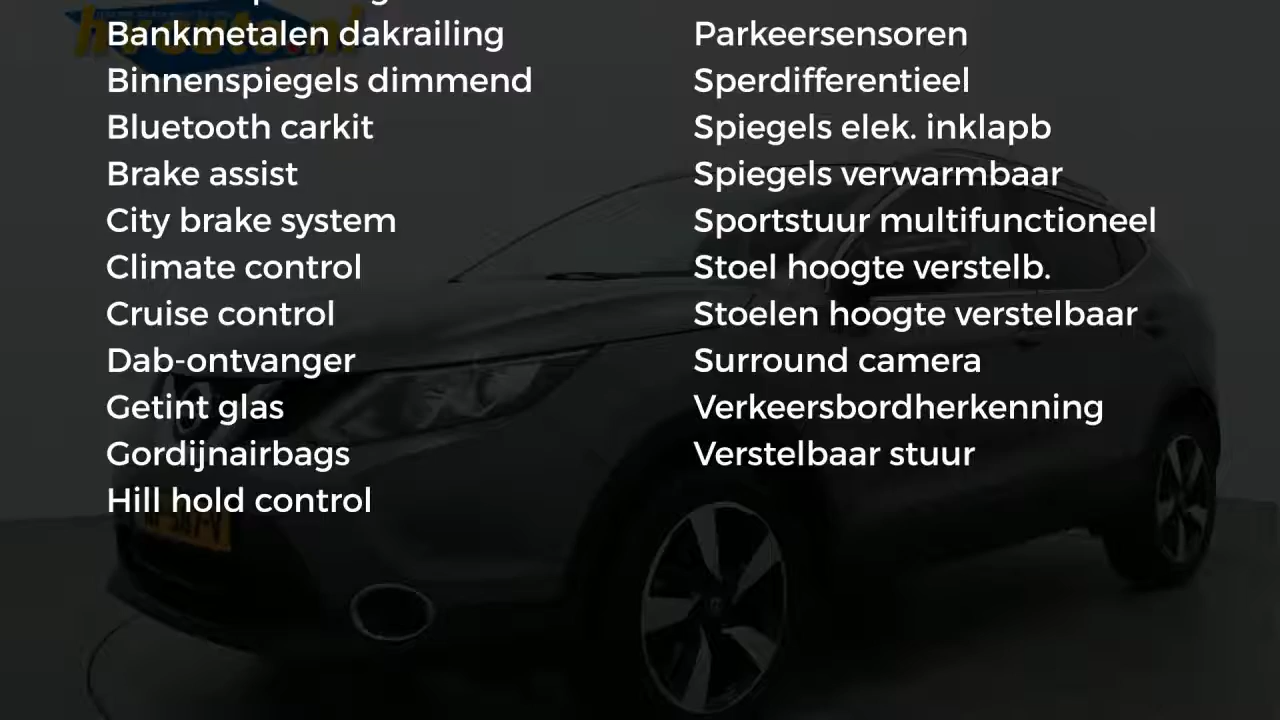 Bankmetalen dakrailing
Binnenspiegels dimmend
Bluetooth carkit
Brake assist
City brake system
Climate control
Cruise control
Dab-ontvanger
Getint glas
Gordijnairbags
Hill hold control
Parkeersensoren
Sperdifferentieel
Spiegels elek. inklapb
Spiegels verwarmbaar
Sportstuur multifunctioneel
Stoel hoogte verstelb.
Stoelen hoogte verstelbaar
Surround camera
Verkeersbordherkenning
Verstelbaar stuur